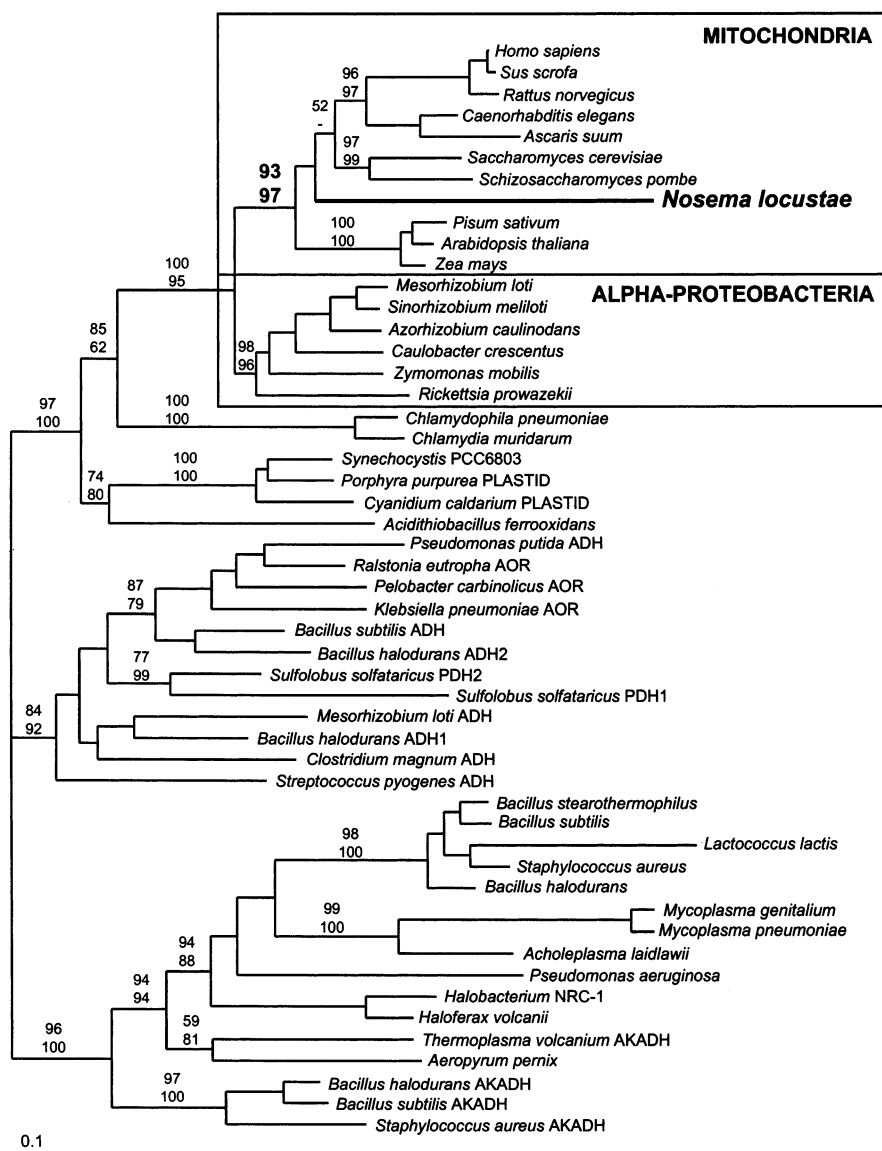 MITOCHONDRIA
Homo sapiens
96
Sus scrofa
97
Rattus norvegicus
52
Caenorhabditis elegans
-
Ascaris suum
97
Saccharomyces cerevisiae
99
93
Schizosaccharomyces pombe
97
Nosema locustae
100
Pisum sativum
100
Arabidopsis thaliana
Zea mays
100
95
Mesorhizobium loti
ALPHA-PROTEOBACTERIA
Sinorhizobium meliloti
85
Azorhizobium caulinodans
62
98
Caulobacter crescentus
96
Zymomonas mobilis
Rickettsia prowazekii
97
100
100
Chlamydophila pneumoniae
100
Chlamydia muridarum
100
Synechocystis PCC6803
74
100
Porphyra purpurea PLASTID
80
Cyanidium caldarium PLASTID
Acidithiobacillus ferrooxidans
Pseudomonas putida ADH
Ralstonia eutropha AOR
87
Pelobacter carbinolicus AOR
79
Klebsiella pneumoniae AOR
Bacillus subtilis ADH
77
Bacillus halodurans ADH2
99
Sulfolobus solfataricus PDH2
Sulfolobus solfataricus PDH1
84
92
Mesorhizobium loti ADH
Bacillus halodurans ADH1
Clostridium magnum ADH
Streptococcus pyogenes ADH
Bacillus stearothermophilus
Bacillus subtilis
98
100
Lactococcus lactis
Staphylococcus aureus
Bacillus halodurans
99
100
Mycoplasma genitalium
Mycoplasma pneumoniae
94
88
Acholeplasma laidlawii
Pseudomonas aeruginosa
94
94
Halobacterium NRC-1
Haloferax volcanii
96
100
59
81
Thermoplasma volcanium AKADH
Aeropyrum pernix
97
100
Bacillus halodurans AKADH
Bacillus subtilis AKADH
Staphylococcus aureus AKADH
0.1